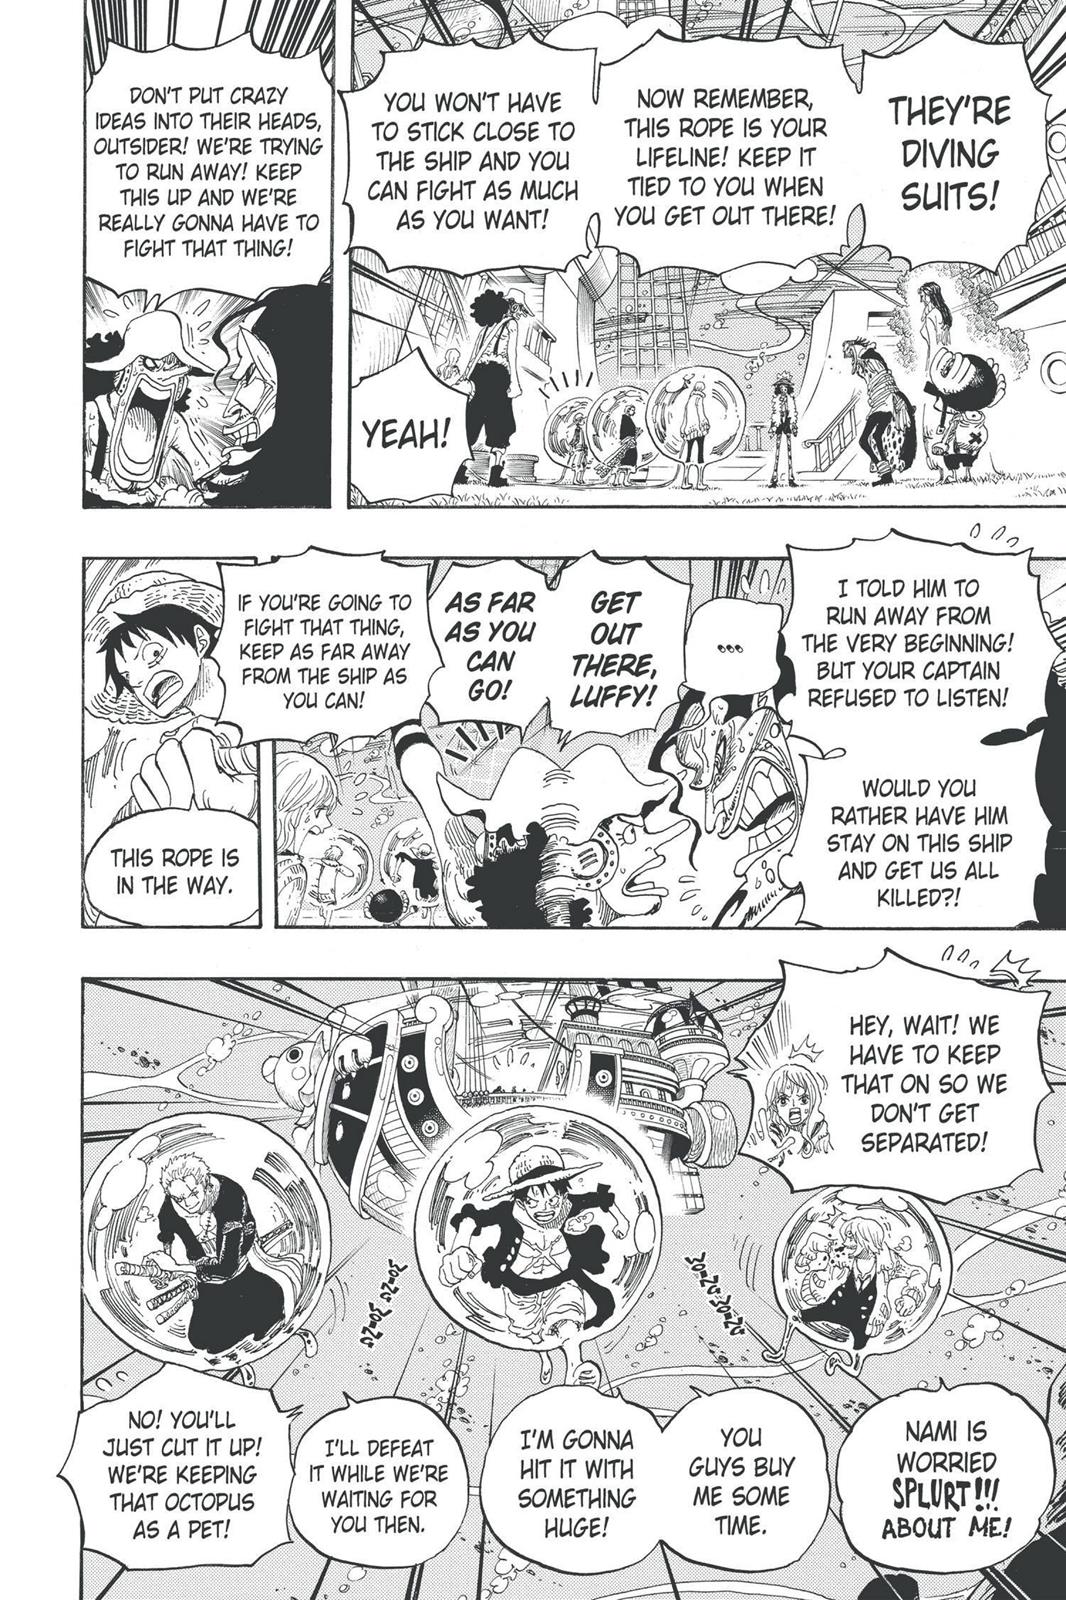 THEY'RE
DIVING
SUITS!
NOW REMEMBER,
THIS ROPE IS YOUR
LIFELINE! KEEP IT
TIED TO YOU WHEN
YOU GET OUT THERE!
YOU WON'T HAVE
TO STICK CLOSE TO
THE SHIP AND YOU
CAN FIGHT AS MUCH
AS YOU WANT!
YEAH!
DON'T PUT CRAZY
IDEAS INTO THEIR HEADS,
OUTSIDER! WE'RE TRYING
TO RUN AWAY! KEEP
THIS UP AND WE'RE
REALLY GONNA HAVE TO
FIGHT THAT THING!
I TOLD HIM TO
RUN AWAY FROM
THE VERY BEGINNING!
BUT YOUR CAPTAIN
REFUSED TO LISTEN!
WOULD YOU
RATHER HAVE HIM
STAY ON THIS SHIP
AND GET US ALL
KILLED?!
...
GET
OUT
THERE,
LUFFY!
AS FAR
AS YOU
CAN
GO!
IF YOU'RE GOING TO
FIGHT THAT THING,
KEEP AS FAR AWAY
FROM THE SHIP AS
YOU CAN!
THIS ROPE IS
IN THE WAY.
HEY, WAIT! WE
HAVE TO KEEP
THAT ON SO WE
DON'T GET
SEPARATED!
NAMI IS
WORRIED
SPLURT!!!
ABOUT ME!
YOU
GUYS BUY
ME SOME
TIME.
I'M GONNA
HIT IT WITH
SOMETHING
HUGE!
I'LL DEFEAT
IT WHILE WE'RE
WAITING FOR
YOU THEN.
NO! YOU'LL
JUST CUT IT UP!
WE'RE KEEPING
THAT OCTOPUS
AS A PET!